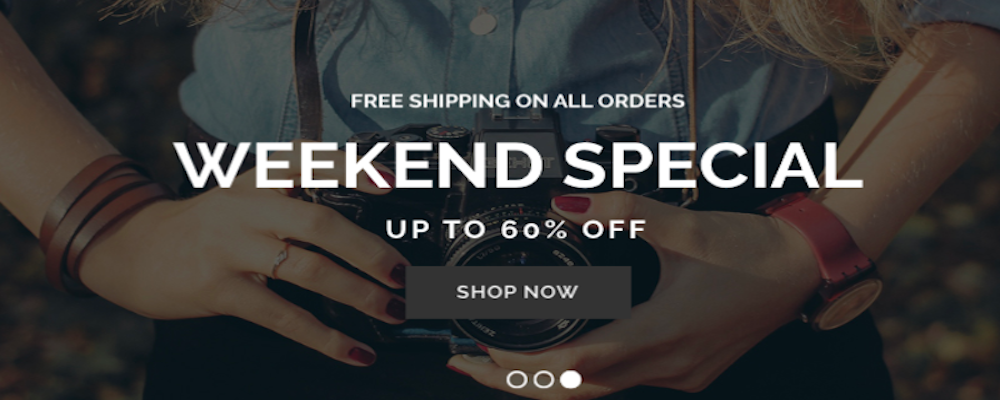 FREE SHIPPING ON ALL ORDERS
WEEKEND SPECIAL
UP TO 60% OFF
SHOP NOW